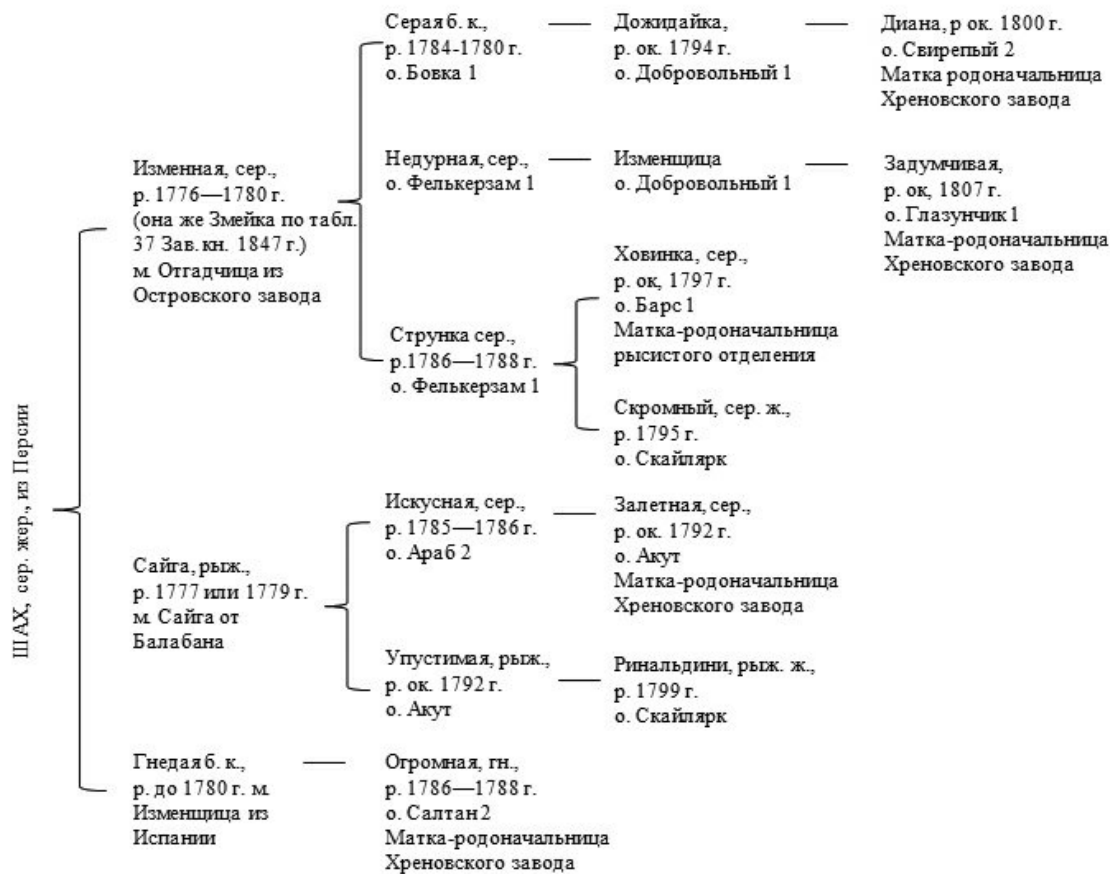 ШАХ, сер. жер., из Персии
Изменная, сер.,
р. 1776—1780 г.
(она же Змейка по табл.
37 Зав. кн. 1847 г.)
м. Отгадчица из
Островского завода
Серая б. к.,
р. 1784-1780 г.
о. Бовка 1
Дожидайка,
р. ок. 1794 г.
о. Добровольный 1
Диана, р ок. 1800 г.
о. Свирепый 2
Матка родоначальница
Хреновского завода
Недурная, сер.,
о. Фелькерзам 1
Изменщица
о. Добровольный 1
Задумчивая,
р. ок, 1807 г.
о. Глазунчик 1
Матка-родоначальница
Хреновского завода
Струнка сер.,
р.1786—1788 г.
о. Фелькерзам 1
Ховинка, сер.,
р. ок, 1797 г.
о. Барс 1
Матка-родоначальница
рысистого отделения
Скромный, сер. ж.,
р. 1795 г.
о. Скайлярк
Сайга, рыж.,
р. 1777 или 1779 г.
м. Сайга от
Балабана
Искусная, сер.,
р. 1785—1786 г.
о. Араб 2
Залетная, сер.,
р. ок. 1792 г.
о. Акут
Матка-родоначальница
Хреновского завода
Упустимая, рыж.,
р. ок. 1792 г.
о. Акут
Ринальдини, рыж. ж.,
р. 1799 г.
о. Скайлярк
Гнедая б. к.,
р. до 1780 г. м.
Изменщица из
Испании
Огромная, гн.,
р. 1786—1788 г.
о. Салтан 2
Матка-родоначальница
Хреновского завода